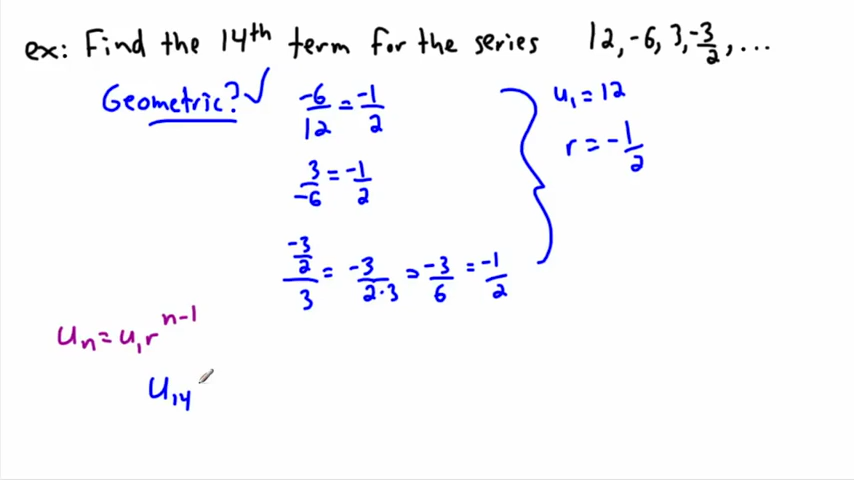 ex: Find the 14th term for the series 12, -6, 3, -3/2, ...
Geometric? ✓ -6/12 = -1/2
u₁ = 12
r = -1/2
3/-6 = -1/2
(-3/2)/3 = -3/(2·3) = -3/6 = -1/2
uₙ = u₁rⁿ⁻¹
u₁₄